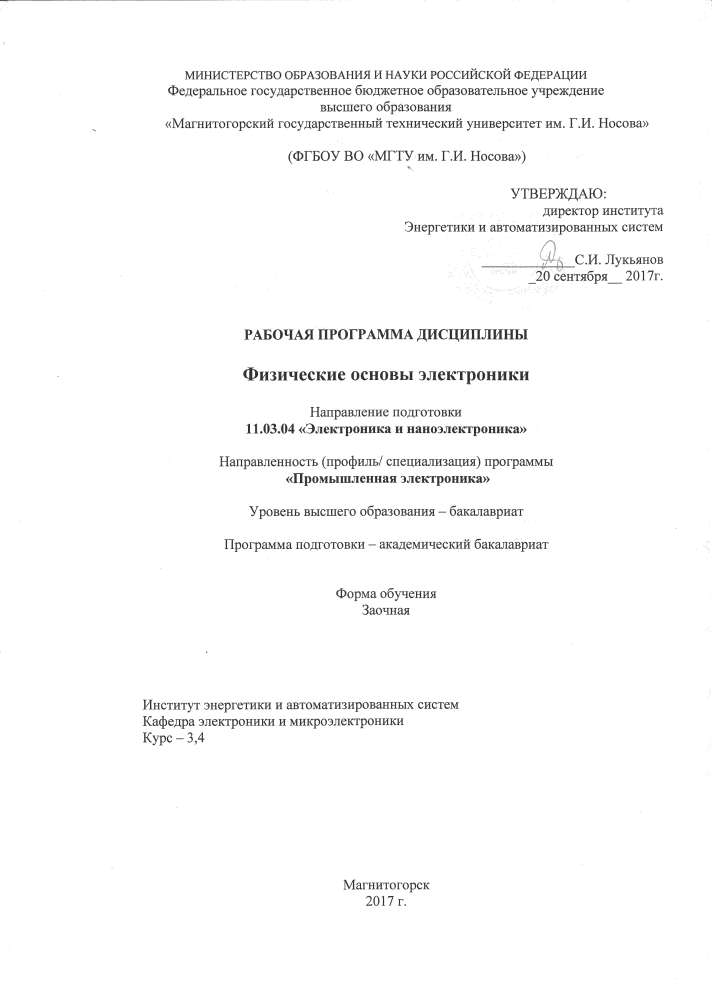 МИНИСТЕРСТВО ОБРАЗОВАНИЯ И НАУКИ РОССИЙСКОЙ ФЕДЕРАЦИИ
Федеральное государственное бюджетное образовательное учреждение
высшего образования
«Магнитогорский государственный технический университет им. Г.И. Носова»
(ФГБОУ ВО «МГТУ им. Г.И. Носова»)
УТВЕРЖДАЮ:
директор института
Энергетики и автоматизированных систем
_____________С.И. Лукьянов
_20 сентября__ 2017г.
РАБОЧАЯ ПРОГРАММА ДИСЦИПЛИНЫ
Физические основы электроники
Направление подготовки
11.03.04 «Электроника и наноэлектроника»
Направленность (профиль/ специализация) программы
«Промышленная электроника»
Уровень высшего образования – бакалавриат
Программа подготовки – академический бакалавриат
Форма обучения
Заочная
Институт энергетики и автоматизированных систем
Кафедра электроники и микроэлектроники
Курс – 3,4
Магнитогорск
2017 г.